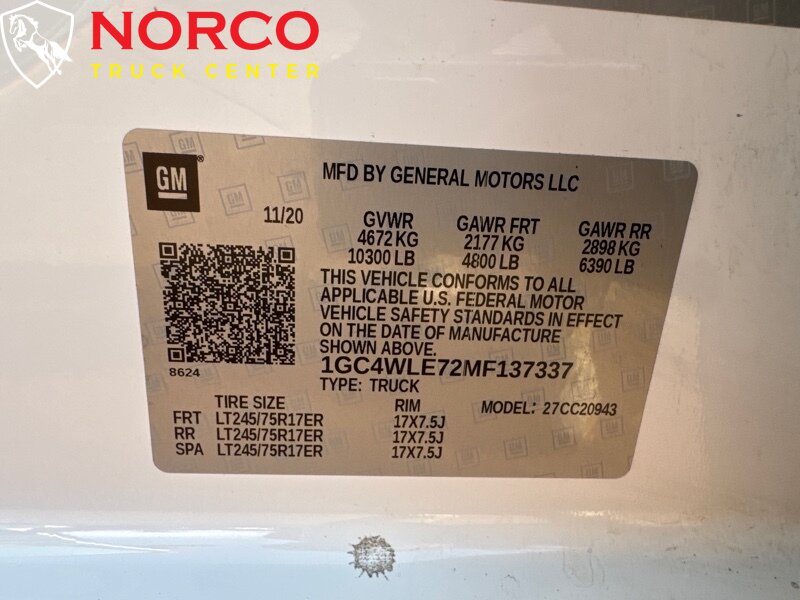 NORCO
TRUCK CENTER
GM
MFD BY GENERAL MOTORS LLC
11/20
GVWR GAWR FRT GAWR RR
4672 KG 2177 KG 2898 KG
10300 LB 4800 LB 6390 LB
THIS VEHICLE CONFORMS TO ALL
APPLICABLE U.S. FEDERAL MOTOR
VEHICLE SAFETY STANDARDS IN EFFECT
ON THE DATE OF MANUFACTURE
SHOWN ABOVE.
8624
1GC4WLE72MF137337
TYPE: TRUCK
MODEL: 27CC20943
TIRE SIZE RIM
FRT LT245/75R17ER 17X7.5J
RR LT245/75R17ER 17X7.5J
SPA LT245/75R17ER 17X7.5J